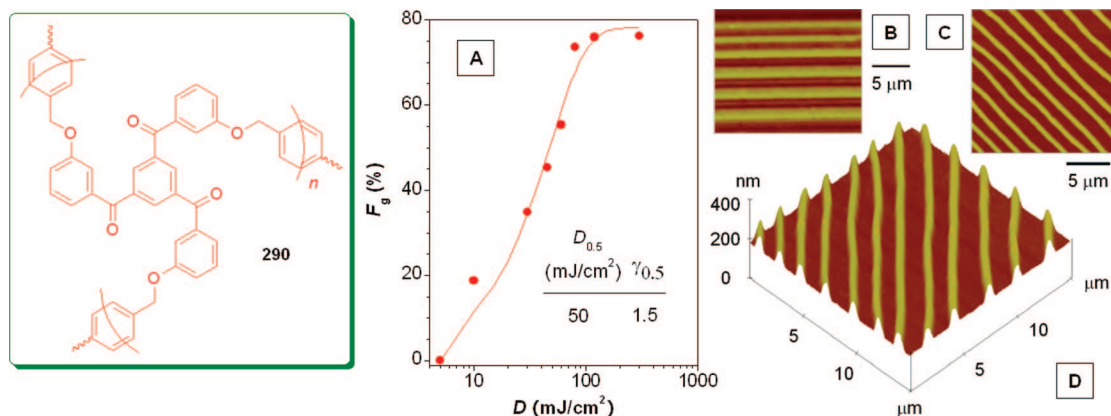 O
O
O
O
O
O
n
290
A
F_g (%)
80
60
40
20
0
10
100
1000
D (mJ/cm²)
D_0.5
(mJ/cm²) γ_0.5
50 1.5
B
C
5 µm
5 µm
nm
400
200
0
5
10
µm
5
10
µm
D